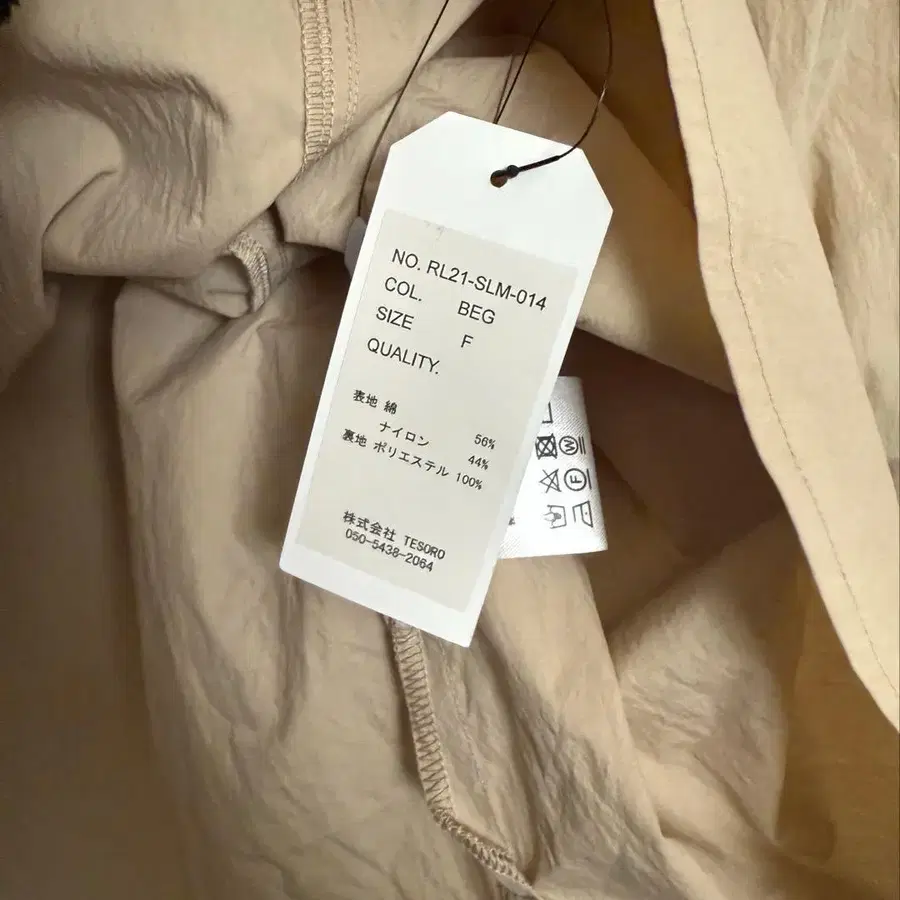 NO. RL21-SLM-014
COL. BEG
SIZE F
QUALITY.
表地 綿 56%
ナイロン 44%
裏地 ポリエステル 100%
株式会社 TESORO
050-5438-2064
W
F